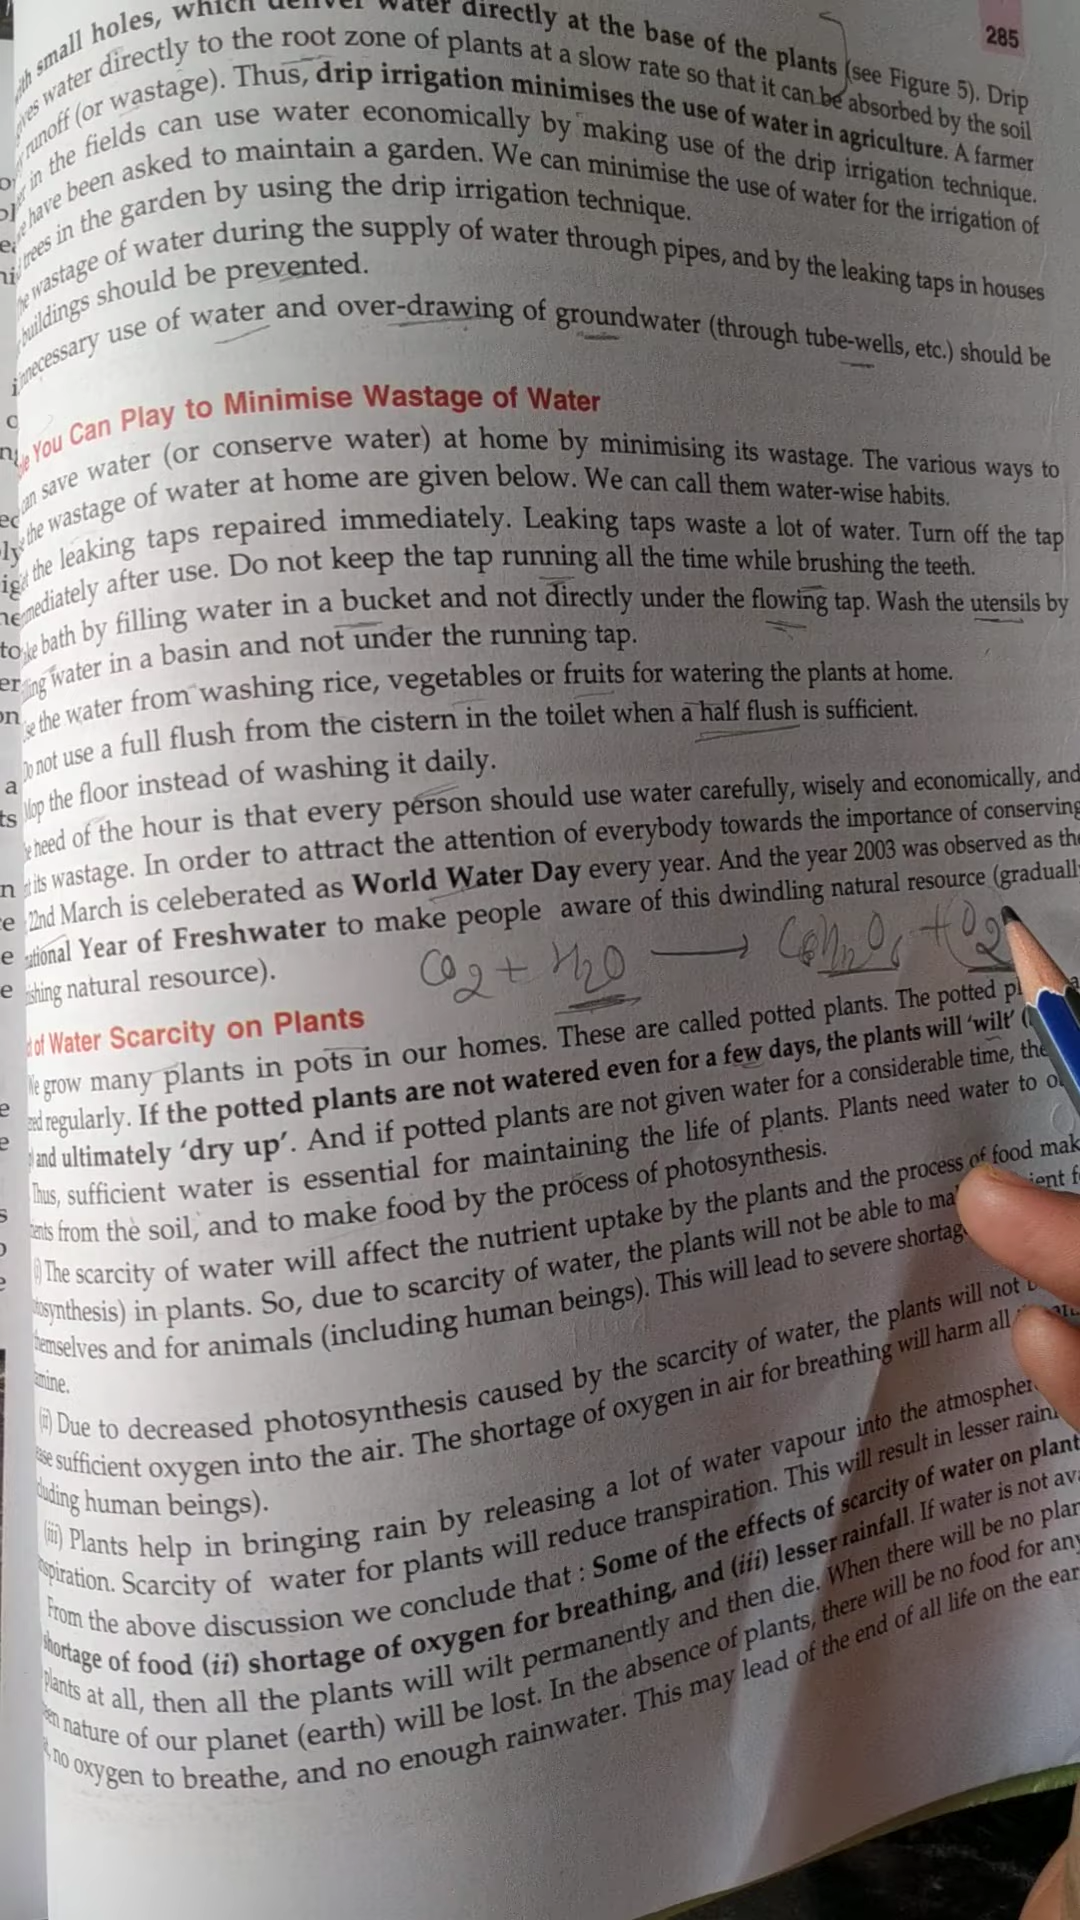 285
small holes, which deliver water directly at the base of the plants (see Figure 5). Drip
water directly to the root zone of plants at a slow rate so that it can be absorbed by the soil
runoff (or wastage). Thus, drip irrigation minimises the use of water in agriculture. A farmer
in the fields can use water economically by making use of the drip irrigation technique.
have been asked to maintain a garden. We can minimise the use of water for the irrigation of
trees in the garden by using the drip irrigation technique.
wastage of water during the supply of water through pipes, and by the leaking taps in houses
buildings should be prevented.
use of water and over-drawing of groundwater (through tube-wells, etc.) should be
You Can Play to Minimise Wastage of Water
save water (or conserve water) at home by minimising its wastage. The various ways to
the wastage of water at home are given below. We can call them water-wise habits.
the leaking taps repaired immediately. Leaking taps waste a lot of water. Turn off the tap
after use. Do not keep the tap running all the time while brushing the teeth.
bath by filling water in a bucket and not directly under the flowing tap. Wash the utensils by
water in a basin and not under the running tap.
the water from washing rice, vegetables or fruits for watering the plants at home.
not use a full flush from the cistern in the toilet when a half flush is sufficient.
the floor instead of washing it daily.
need of the hour is that every person should use water carefully, wisely and economically, and
its wastage. In order to attract the attention of everybody towards the importance of conserving
22nd March is celeberated as World Water Day every year. And the year 2003 was observed as the
Year of Freshwater to make people aware of this dwindling natural resource (graduall
natural resource).
CO2 + H2O → C6H12O6 + O2
of Water Scarcity on Plants
We grow many plants in pots in our homes. These are called potted plants. The potted
regularly. If the potted plants are not watered even for a few days, the plants will 'wilt'
and ultimately 'dry up'. And if potted plants are not given water for a considerable time, the
Thus, sufficient water is essential for maintaining the life of plants. Plants need water to
from the soil, and to make food by the process of photosynthesis.
(i) The scarcity of water will affect the nutrient uptake by the plants and the process of food mak
in plants. So, due to scarcity of water, the plants will not be able to
and for animals (including human beings). This will lead to severe
(ii) Due to decreased photosynthesis caused by the scarcity of water, the plants will not
sufficient oxygen into the air. The shortage of oxygen in air for breathing will harm all
human beings).
(iii) Plants help in bringing rain by releasing a lot of water vapour into the
Scarcity of water for plants will reduce transpiration. This will result in lesser
From the above discussion we conclude that : Some of the effects of scarcity of water on plant
shortage of food (ii) shortage of oxygen for breathing, and (iii) lesser rainfall. If water is not
plants at all, then all the plants will wilt permanently and then die. When there will be no
nature of our planet (earth) will be lost. In the absence of plants, there will be no food for
no oxygen to breathe, and no enough rainwater. This may lead of the end of all life on the